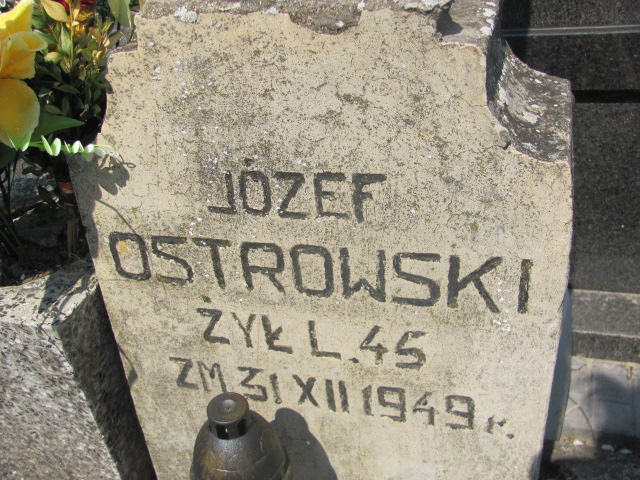 JÓZEF
OSTROWSKI
ŻYŁ L. 45
ZM. 31 XII 1949 r.